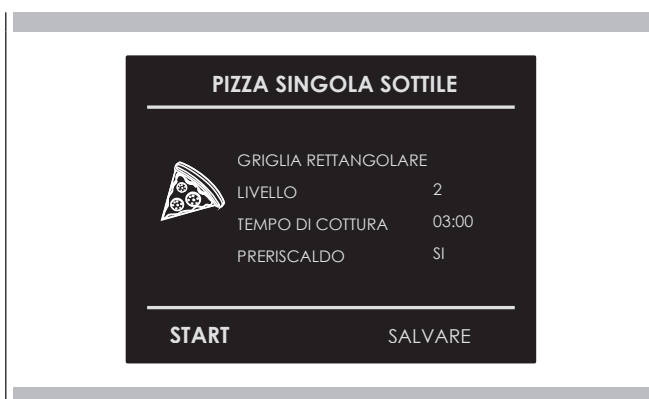 PIZZA SINGOLA SOTTILE
GRIGLIA RETTANGOLARE
LIVELLO 2
TEMPO DI COTTURA 03:00
PRERISCALDO SI
START SALVARE